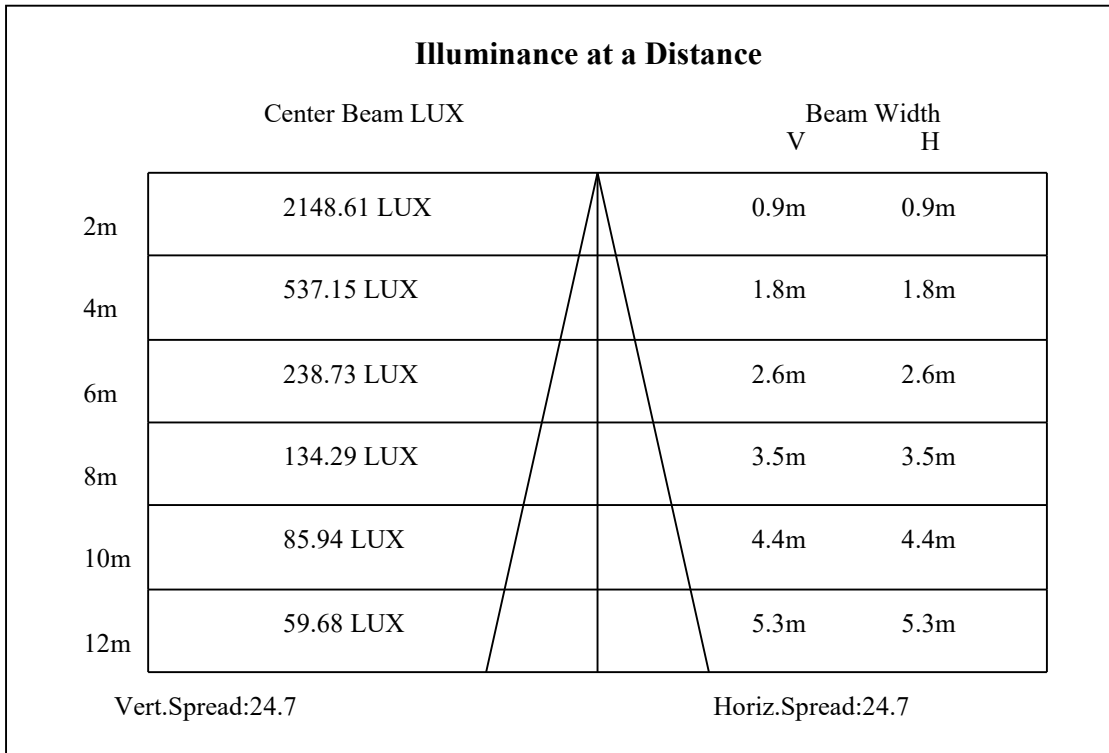 Illuminance at a Distance
Center Beam LUX Beam Width
V H
2m 2148.61 LUX 0.9m 0.9m
4m 537.15 LUX 1.8m 1.8m
6m 238.73 LUX 2.6m 2.6m
8m 134.29 LUX 3.5m 3.5m
10m 85.94 LUX 4.4m 4.4m
12m 59.68 LUX 5.3m 5.3m
Vert.Spread:24.7 Horiz.Spread:24.7